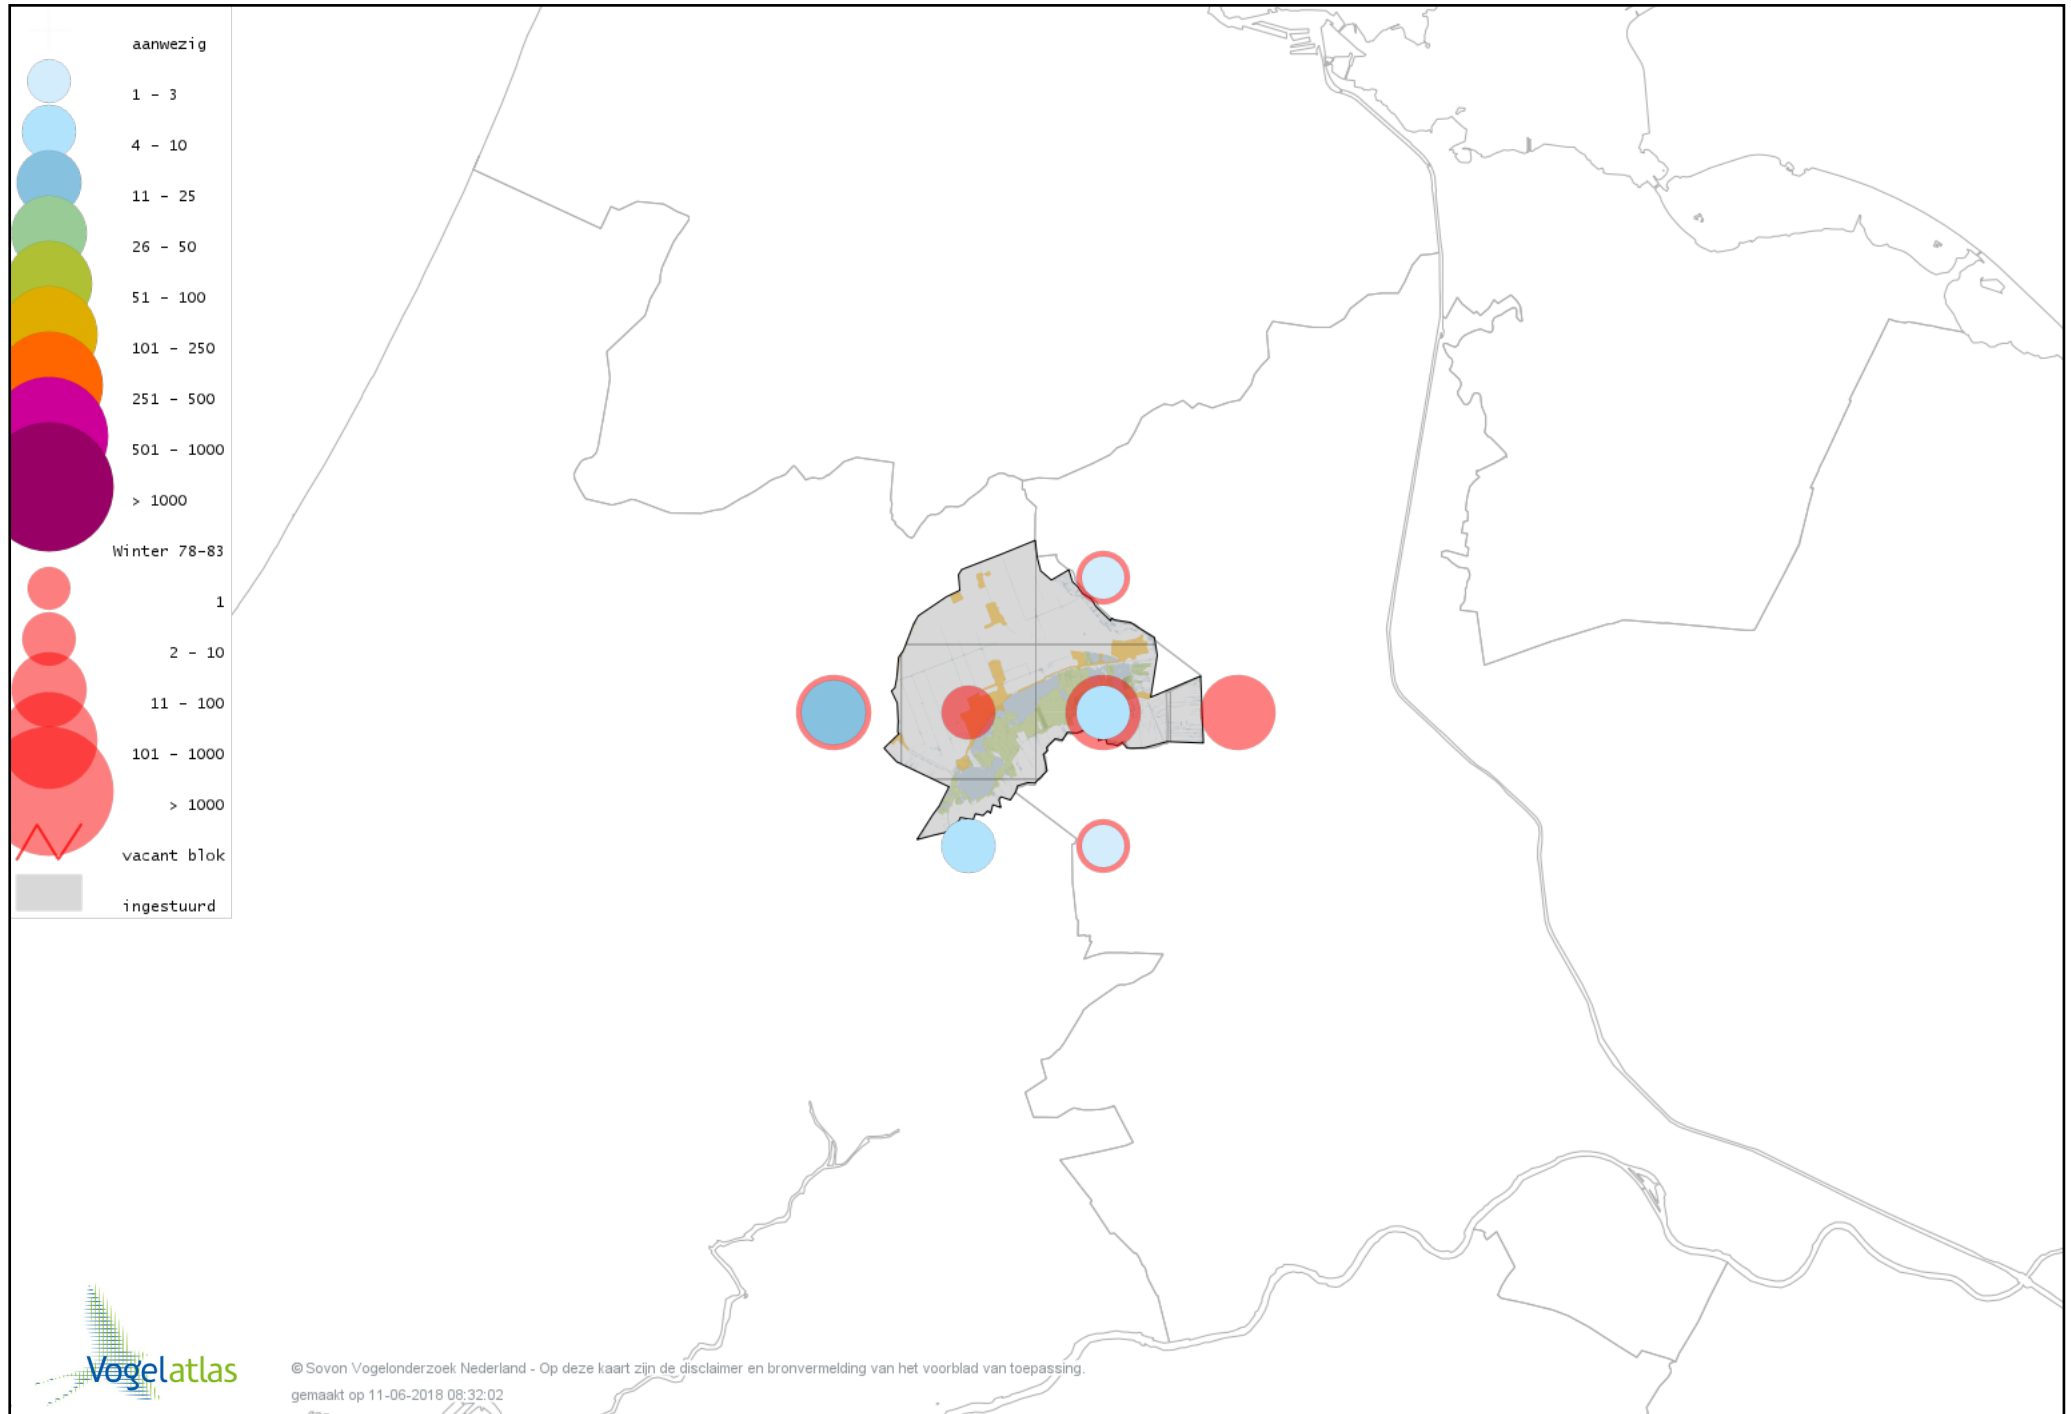 aanwezig
1 - 3
4 - 10
11 - 25
26 - 50
51 - 100
101 - 250
251 - 500
501 - 1000
> 1000
Winter 78-83
1
2 - 10
11 - 100
101 - 1000
> 1000
vacant blok
ingestuurd
Vogelatlas
© Sovon Vogelonderzoek Nederland - Op deze kaart zijn de disclaimer en bronvermelding van het voorblad van toepassing.
gemaakt op 11-06-2018 08:32:02